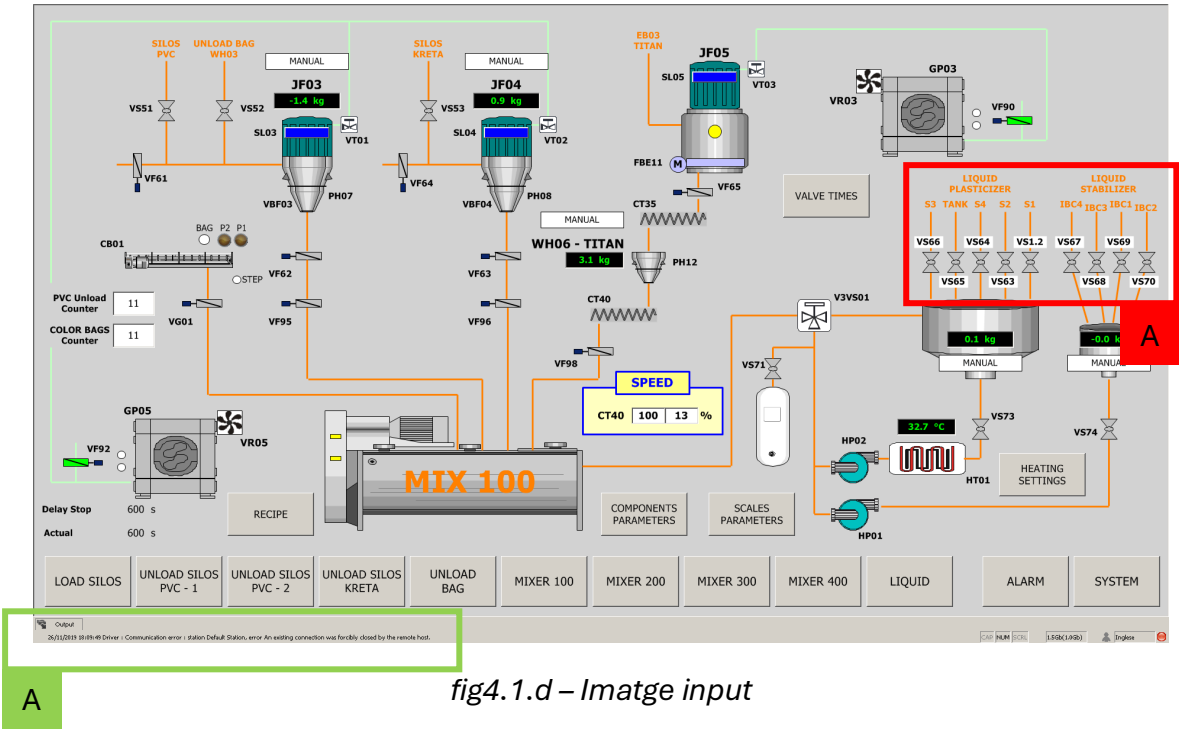 SILOS
PVC
UNLOAD BAG
WH03
MANUAL
JF03
-1.4 kg
SL03
VT01
VS51
VS52
VF61
VBF03
PH07
SILOS
KRETA
MANUAL
JF04
0.9 kg
SL04
VT02
VS53
VF64
VBF04
PH08
EB03
TITAN
JF05
SL05
VT03
FBE11
M
VF65
CT35
MANUAL
WH06 - TITAN
3.1 kg
PH12
CT40
VF98
GP03
VR03
VF90
VALVE TIMES
LIQUID
PLASTICIZER
S3 TANK S4 S2 S1
LIQUID
STABILIZER
IBC4 IBC3 IBC1 IBC2
VS66
VS64
VS1.2
VS67
VS69
VS65
VS63
VS68
VS70
A
BAG P2 P1
CB01
STEP
VF62
VF63
PVC Unload
Counter
11
COLOR BAGS
Counter
11
VG01
VF95
VF96
V3VS01
0.1 kg
MANUAL
-0.0 k
MANUA
VS71
SPEED
CT40 100 13 %
GP05
VR05
VF92
MIX 100
32.7 °C
VS73
VS74
HP02
HT01
HEATING
SETTINGS
HP01
Delay Stop 600 s
Actual 600 s
RECIPE
COMPONENTS
PARAMETERS
SCALES
PARAMETERS
LOAD SILOS
UNLOAD SILOS
PVC - 1
UNLOAD SILOS
PVC - 2
UNLOAD SILOS
KRETA
UNLOAD
BAG
MIXER 100
MIXER 200
MIXER 300
MIXER 400
LIQUID
ALARM
SYSTEM
Output
26/11/2019 18:09:49 Driver : Communication error : station Default Station, error An existing connection was forcibly closed by the remote host.
CAP NUM SCRL 1.5Gb(1.0Gb) Inglese
A
fig4.1.d – Imatge input